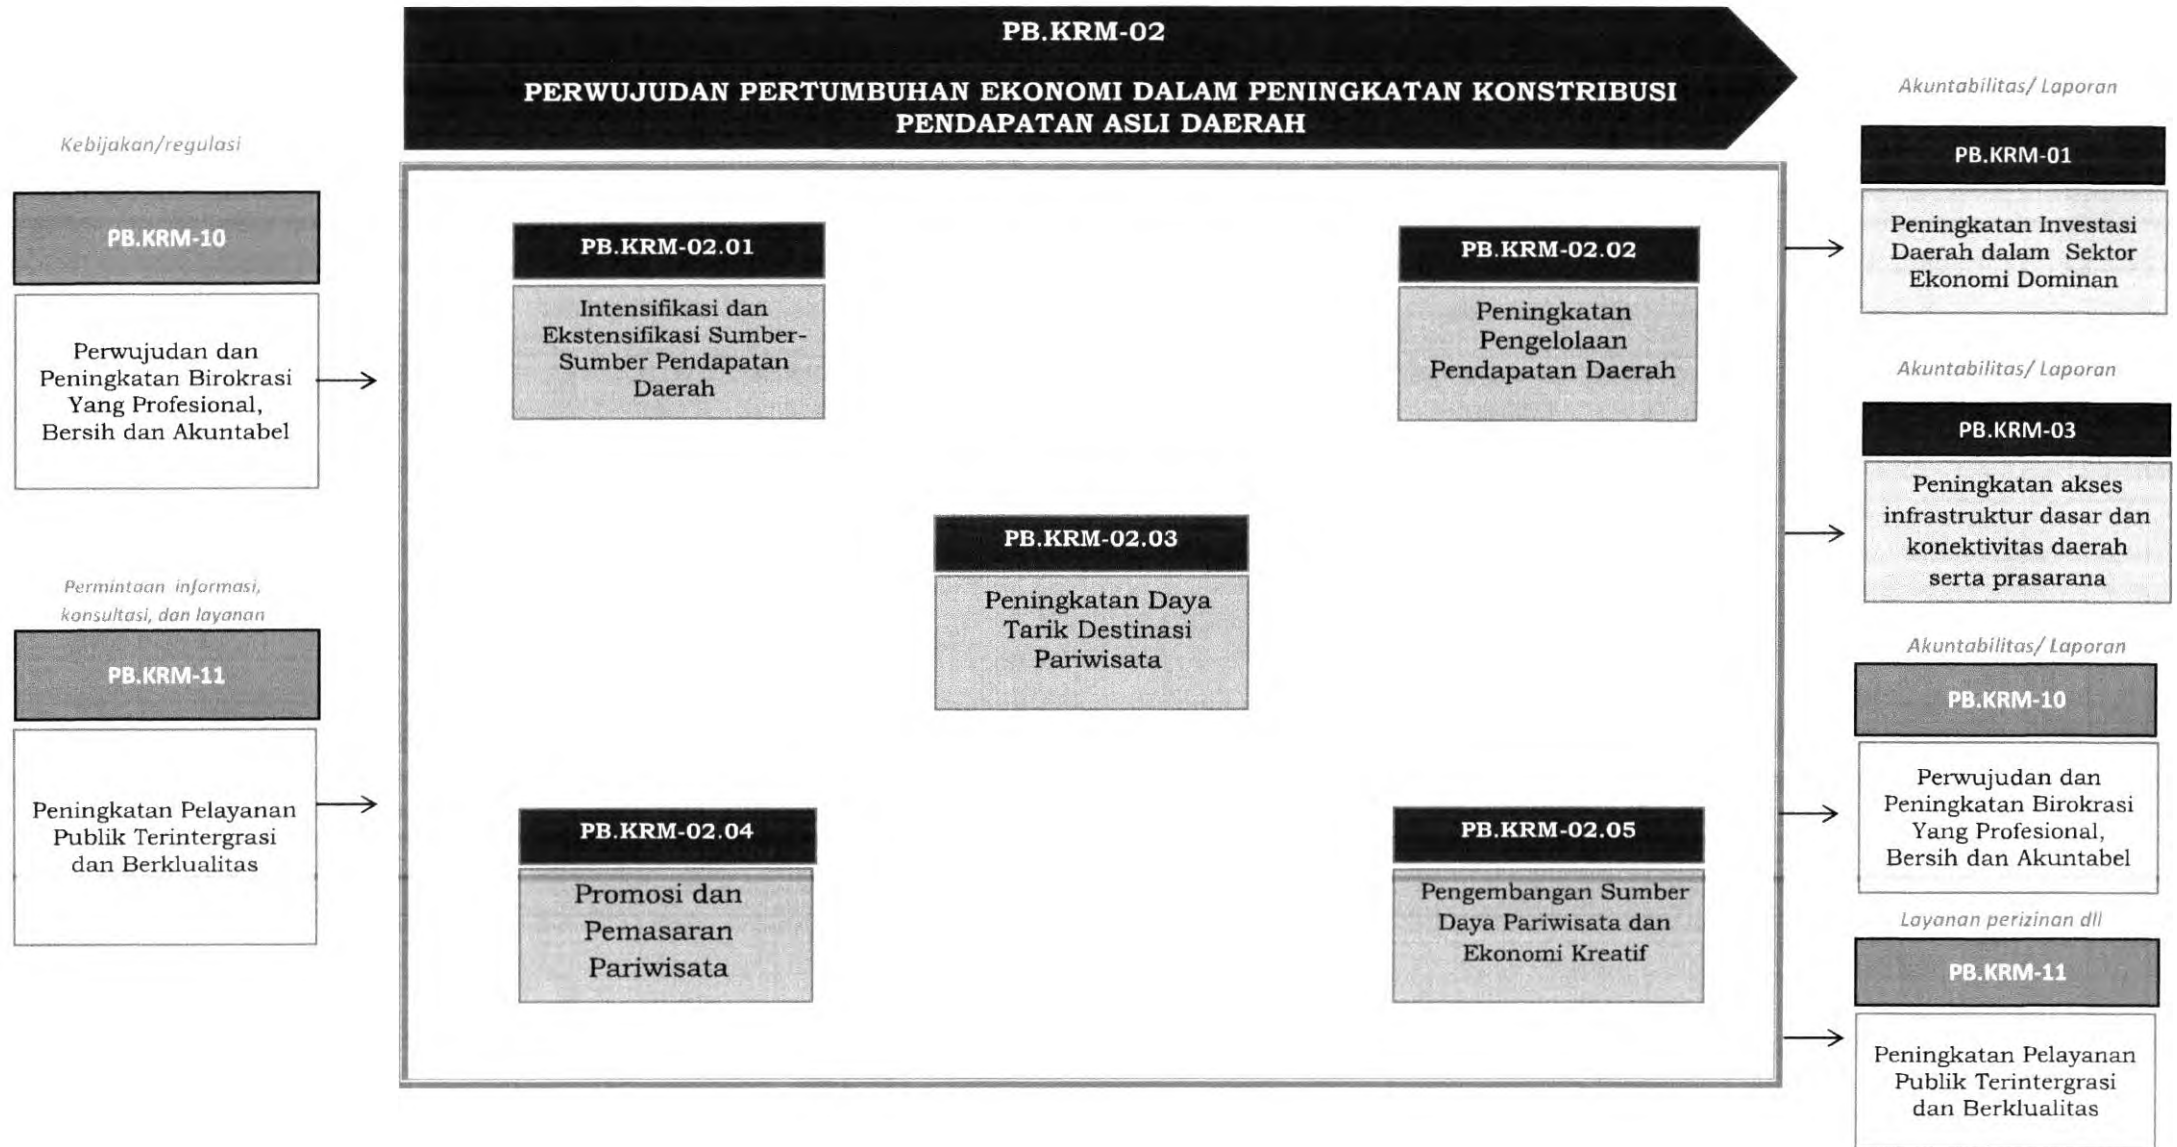 PB.KRM-02
PERWUJUDAN PERTUMBUHAN EKONOMI DALAM PENINGKATAN KONSTRIBUSI
PENDAPATAN ASLI DAERAH
Kebijakan/regulasi
PB.KRM-10
Perwujudan dan
Peningkatan Birokrasi
Yang Profesional,
Bersih dan Akuntabel
Permintaan informasi,
konsultasi, dan layanan
PB.KRM-11
Peningkatan Pelayanan
Publik Terintergrasi
dan Berklualitas
PB.KRM-02.01
Intensifikasi dan
Ekstensifikasi Sumber-
Sumber Pendapatan
Daerah
PB.KRM-02.02
Peningkatan
Pengelolaan
Pendapatan Daerah
PB.KRM-02.03
Peningkatan Daya
Tarik Destinasi
Pariwisata
PB.KRM-02.04
Promosi dan
Pemasaran
Pariwisata
PB.KRM-02.05
Pengembangan Sumber
Daya Pariwisata dan
Ekonomi Kreatif
Akuntabilitas/ Laporan
PB.KRM-01
Peningkatan Investasi
Daerah dalam Sektor
Ekonomi Dominan
Akuntabilitas/ Laporan
PB.KRM-03
Peningkatan akses
infrastruktur dasar dan
konektivitas daerah
serta prasarana
Akuntabilitas/ Laporan
PB.KRM-10
Perwujudan dan
Peningkatan Birokrasi
Yang Profesional,
Bersih dan Akuntabel
Layanan perizinan dll
PB.KRM-11
Peningkatan Pelayanan
Publik Terintergrasi
dan Berklualitas